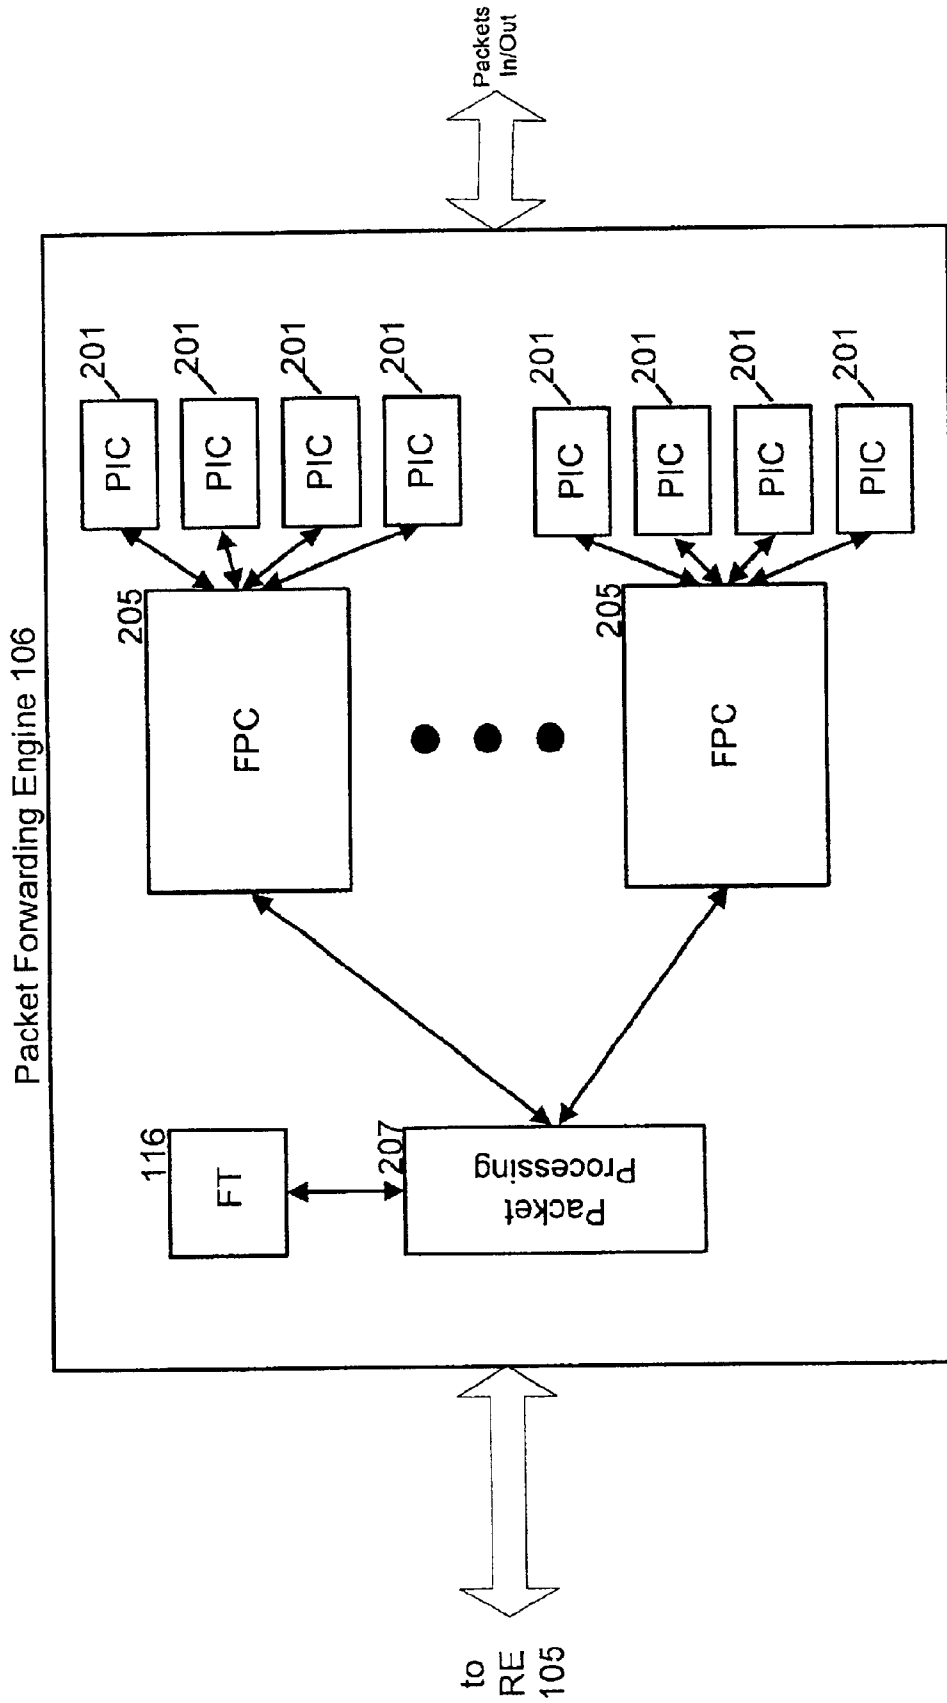 Packet Forwarding Engine 106
to
RE
105
116
FT
207
Packet
Processing
205
FPC
201
PIC
201
PIC
201
PIC
201
PIC
205
FPC
201
PIC
201
PIC
201
PIC
201
PIC
Packets
In/Out